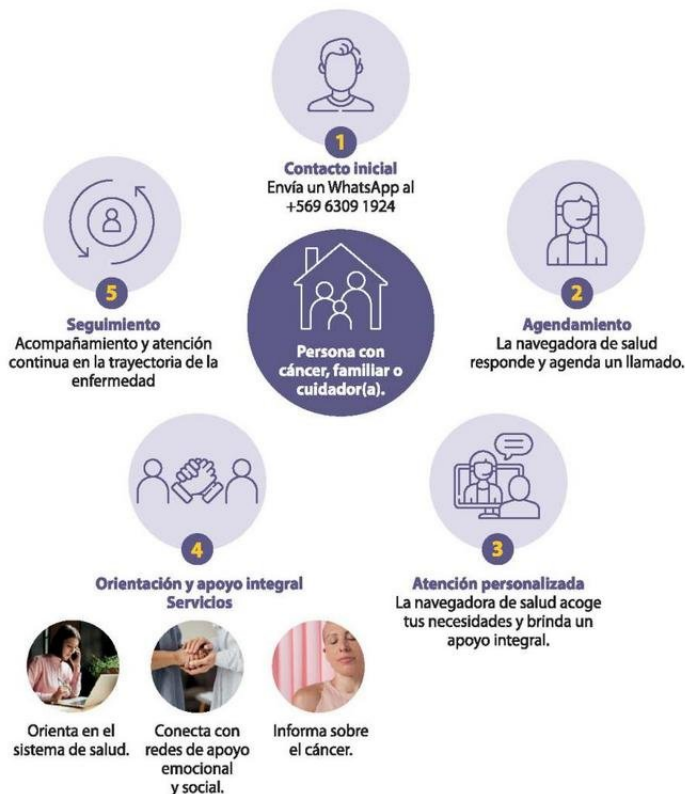 1
Contacto inicial
Envía un WhatsApp al
+569 6309 1924
2
Agendamiento
La navegadora de salud
responde y agenda un llamado.
3
Atención personalizada
La navegadora de salud acoge
tus necesidades y brinda un
apoyo integral.
4
Orientación y apoyo integral
Servicios
Orienta en el
sistema de salud.
Conecta con
redes de apoyo
emocional
y social.
Informa sobre
el cáncer.
5
Seguimiento
Acompañamiento y atención
continua en la trayectoria de la
enfermedad
Persona con
cáncer, familiar o
cuidador(a).